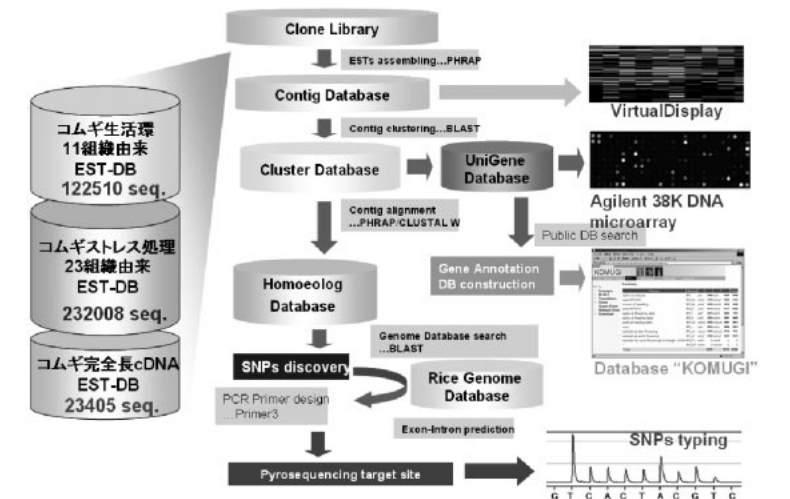 Clone Library
ESTs assembling...PHRAP
Contig Database
VirtualDisplay
Contig clustering...BLAST
コムギ生活環
11組織由来
EST-DB
122510 seq.
Cluster Database
UniGene
Database
Agilent 38K DNA
microarray
Contig alignment
...PHRAP/CLUSTAL W
Public DB search
コムギストレス処理
23組織由来
EST-DB
232008 seq.
Homoeolog
Database
Gene Annotation
DB construction
KOMUGI
Database “KOMUGI”
Genome Database search
...BLAST
コムギ完全長cDNA
EST-DB
23405 seq.
SNPs discovery
Rice Genome
Database
PCR Primer design
...Primer3
Exon-Intron prediction
SNPs typing
Pyrosequencing target site
G T C A C T A C G T C